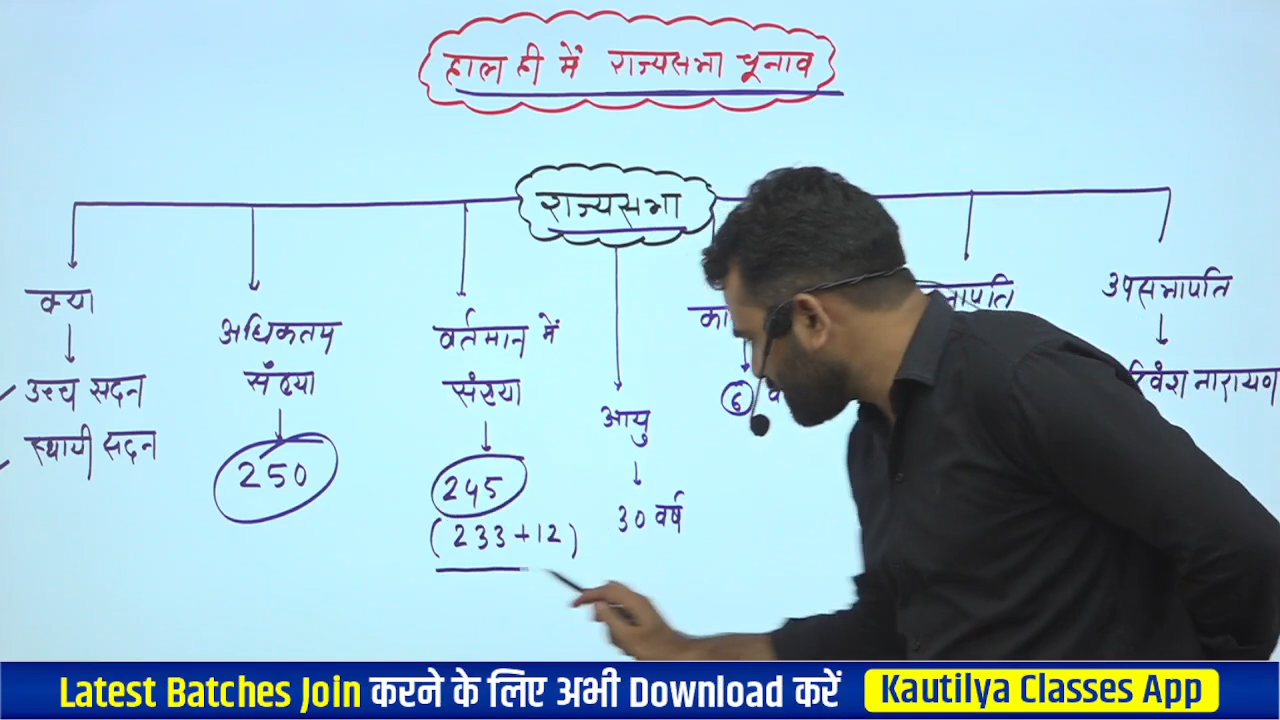 हाल ही में राज्यसभा चुनाव
राज्यसभा
क्या
उच्च सदन
स्थायी सदन
अधिकतम
संख्या
250
वर्तमान में
संख्या
245
(233+12)
आयु
30 वर्ष
6
उपसभापति
नारायण
Latest Batches Join करने के लिए अभी Download करें
Kautilya Classes App